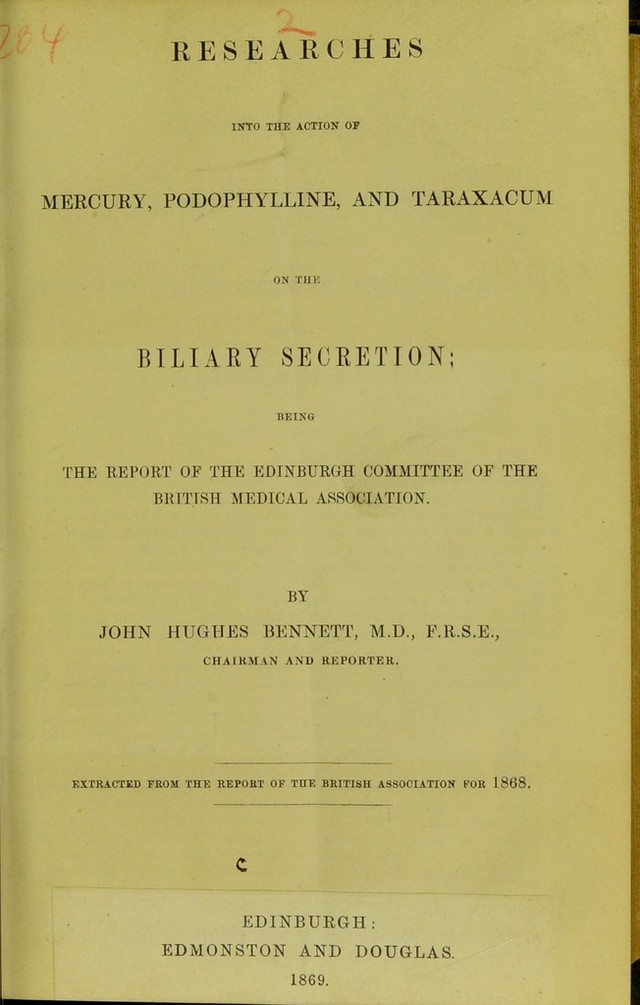 204
2
RESEARCHES
INTO THE ACTION OF
MERCURY, PODOPHYLLINE, AND TARAXACUM
ON THE
BILIARY SECRETION;
BEING
THE REPORT OF THE EDINBURGH COMMITTEE OF THE
BRITISH MEDICAL ASSOCIATION.
BY
JOHN HUGHES BENNETT, M.D., F.R.S.E.,
CHAIRMAN AND REPORTER.
EXTRACTED FROM THE REPORT OF THE BRITISH ASSOCIATION FOR 1868.
C
EDINBURGH:
EDMONSTON AND DOUGLAS.
1869.